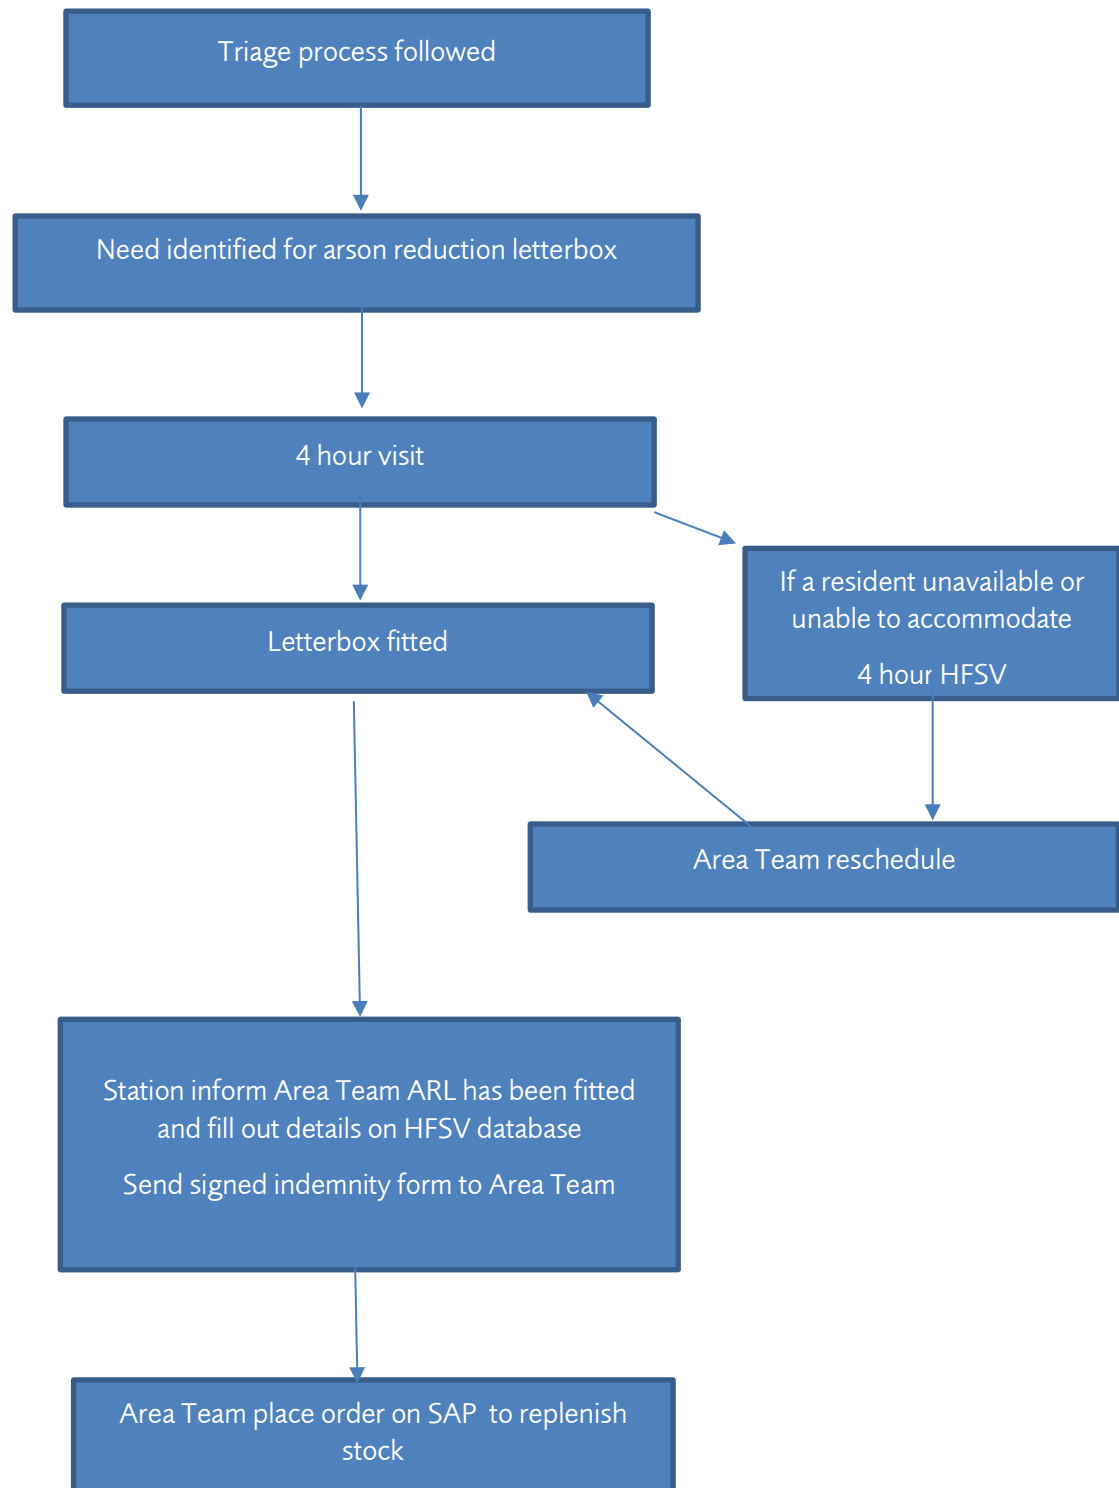 Triage process followed
Need identified for arson reduction letterbox
4 hour visit
If a resident unavailable or
unable to accommodate
4 hour HFSV
Letterbox fitted
Area Team reschedule
Station inform Area Team ARL has been fitted
and fill out details on HFSV database
Send signed indemnity form to Area Team
Area Team place order on SAP to replenish
stock